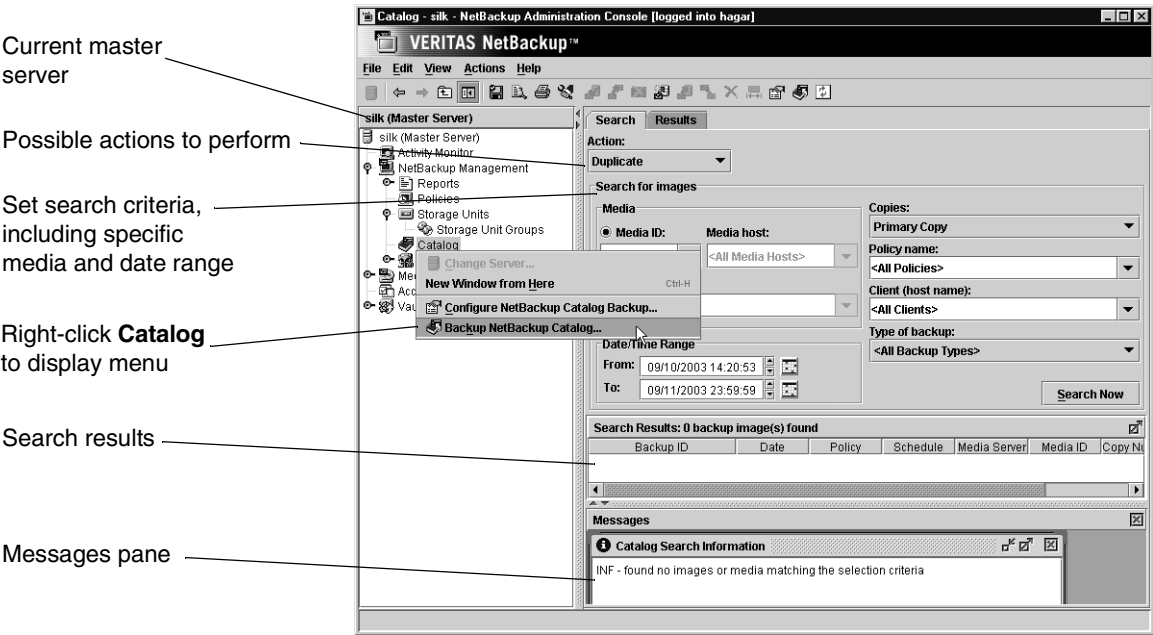 Current master
server
Possible actions to perform
Set search criteria,
including specific
media and date range
Right-click Catalog
to display menu
Search results
Messages pane
Catalog - silk - NetBackup Administration Console [logged into hagar]
VERITAS NetBackup™
File Edit View Actions Help
silk (Master Server)
silk (Master Server)
Activity Monitor
NetBackup Management
Reports
Policies
Storage Units
Storage Unit Groups
Catalog
Me
Acc
Vau
Change Server...
New Window from Here Ctrl-H
Configure NetBackup Catalog Backup...
Backup NetBackup Catalog...
Search Results
Action:
Duplicate
Search for images
Media
Media ID: Media host:
<All Media Hosts>
Date/Time Range
From: 09/10/2003 14:20:53
To: 09/11/2003 23:59:59
Copies:
Primary Copy
Policy name:
<All Policies>
Client (host name):
<All Clients>
Type of backup:
<All Backup Types>
Search Now
Search Results: 0 backup image(s) found
Backup ID Date Policy Schedule Media Server Media ID Copy Nu
Messages
Catalog Search Information
INF - found no images or media matching the selection criteria